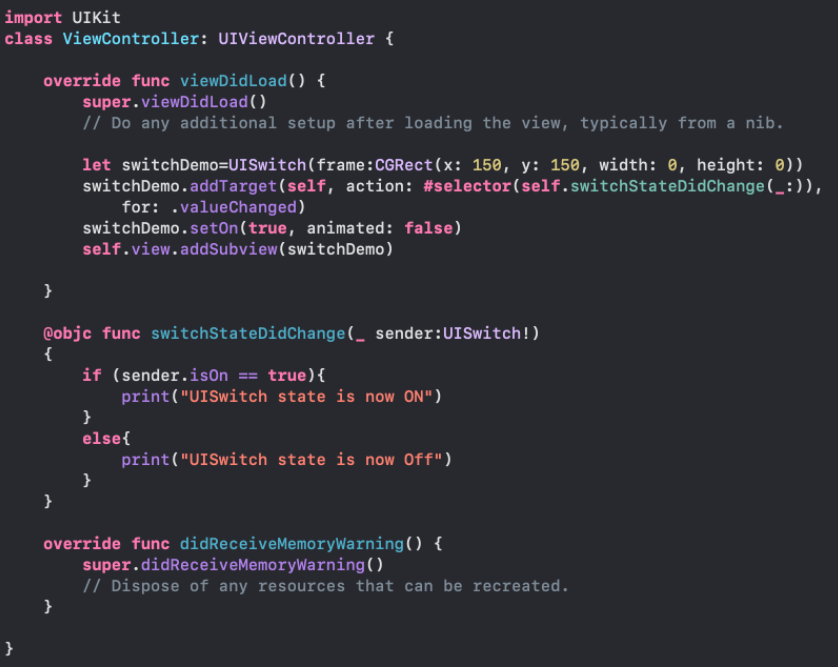 import UIKit
class ViewController: UIViewController {
override func viewDidLoad() {
super.viewDidLoad()
// Do any additional setup after loading the view, typically from a nib.
let switchDemo=UISwitch(frame:CGRect(x: 150, y: 150, width: 0, height: 0))
switchDemo.addTarget(self, action: #selector(self.switchStateDidChange(_:)),
for: .valueChanged)
switchDemo.setOn(true, animated: false)
self.view.addSubview(switchDemo)
}
@objc func switchStateDidChange(_ sender:UISwitch!)
{
if (sender.isOn == true){
print("UISwitch state is now ON")
}
else{
print("UISwitch state is now Off")
}
}
override func didReceiveMemoryWarning() {
super.didReceiveMemoryWarning()
// Dispose of any resources that can be recreated.
}
}